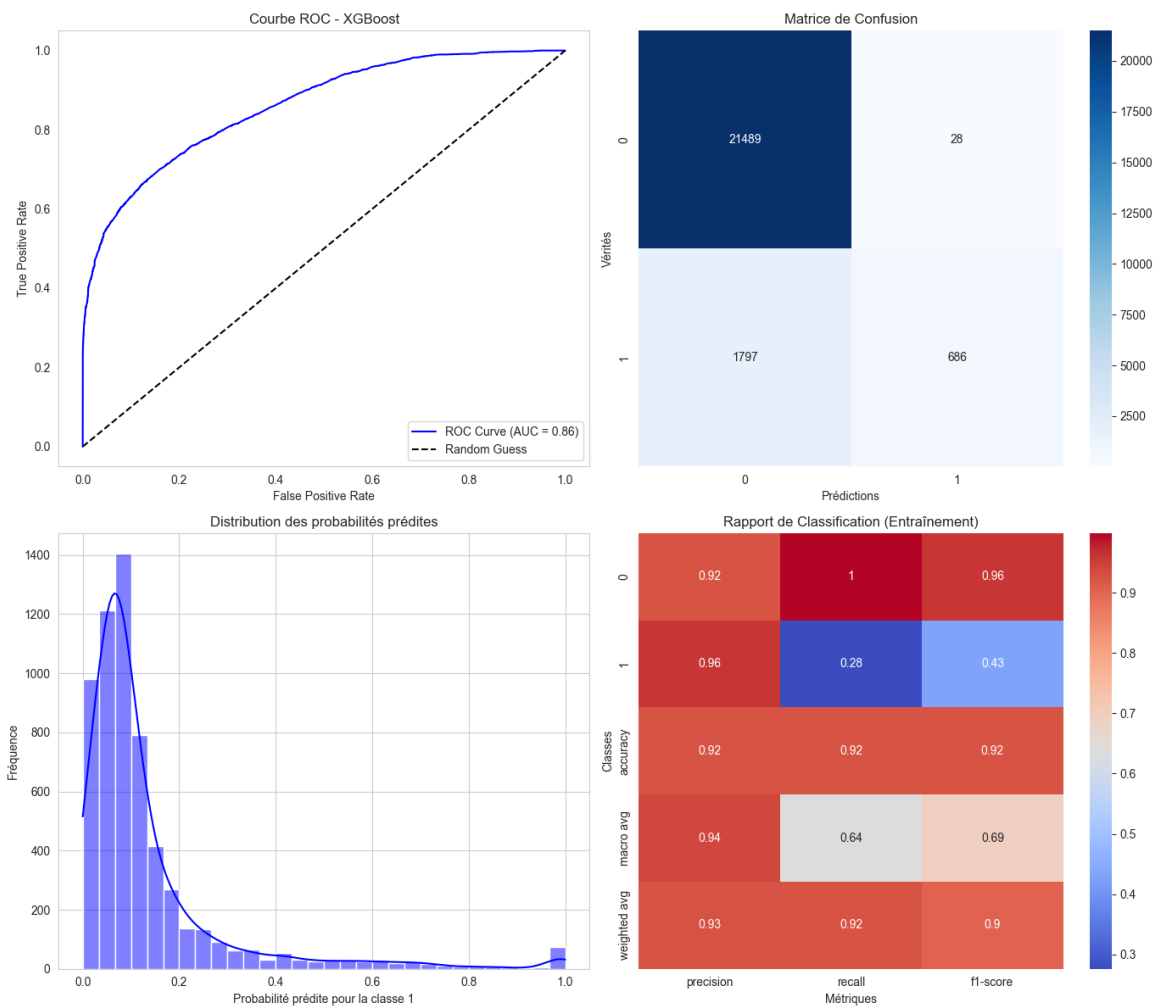 Courbe ROC - XGBoost
1.0
0.8
0.6
0.4
0.2
0.0
True Positive Rate
ROC Curve (AUC = 0.86)
Random Guess
0.0 0.2 0.4 0.6 0.8 1.0
False Positive Rate
Matrice de Confusion
0
1
Vérités
21489 28
1797 686
0 1
Prédictions
20000
17500
15000
12500
10000
7500
5000
2500
Distribution des probabilités prédites
1400
1200
1000
800
600
400
200
0
Fréquence
0.0 0.2 0.4 0.6 0.8 1.0
Probabilité prédite pour la classe 1
Rapport de Classification (Entraînement)
Classes
0 0.92 1 0.96
1 0.96 0.28 0.43
accuracy 0.92 0.92 0.92
macro avg 0.94 0.64 0.69
weighted avg 0.93 0.92 0.9
precision recall f1-score
Métriques
0.9
0.8
0.7
0.6
0.5
0.4
0.3